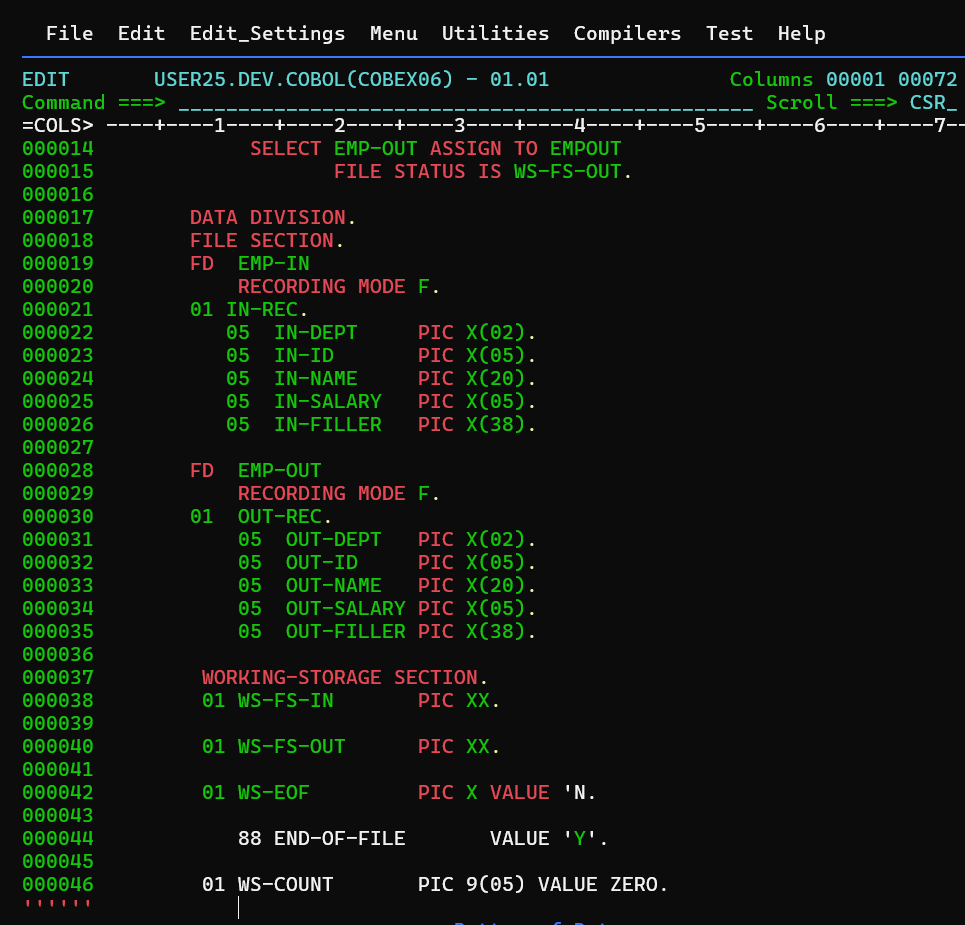 File  Edit  Edit_Settings  Menu  Utilities  Compilers  Test  Help
EDIT       USER25.DEV.COBOL(COBEX06) - 01.01               Columns 00001 00072
Command ===> ________________________________________________ Scroll ===> CSR_
=COLS> ----+----1----+----2----+----3----+----4----+----5----+----6----+----7--
000014             SELECT EMP-OUT ASSIGN TO EMPOUT
000015                    FILE STATUS IS WS-FS-OUT.
000016
000017        DATA DIVISION.
000018        FILE SECTION.
000019        FD  EMP-IN
000020            RECORDING MODE F.
000021        01 IN-REC.
000022           05  IN-DEPT     PIC X(02).
000023           05  IN-ID       PIC X(05).
000024           05  IN-NAME     PIC X(20).
000025           05  IN-SALARY   PIC X(05).
000026           05  IN-FILLER   PIC X(38).
000027
000028        FD  EMP-OUT
000029            RECORDING MODE F.
000030        01  OUT-REC.
000031            05  OUT-DEPT   PIC X(02).
000032            05  OUT-ID     PIC X(05).
000033            05  OUT-NAME   PIC X(20).
000034            05  OUT-SALARY PIC X(05).
000035            05  OUT-FILLER PIC X(38).
000036
000037         WORKING-STORAGE SECTION.
000038         01 WS-FS-IN       PIC XX.
000039
000040         01 WS-FS-OUT      PIC XX.
000041
000042         01 WS-EOF         PIC X VALUE 'N.
000043
000044            88 END-OF-FILE       VALUE 'Y'.
000045
000046         01 WS-COUNT       PIC 9(05) VALUE ZERO.
''''''